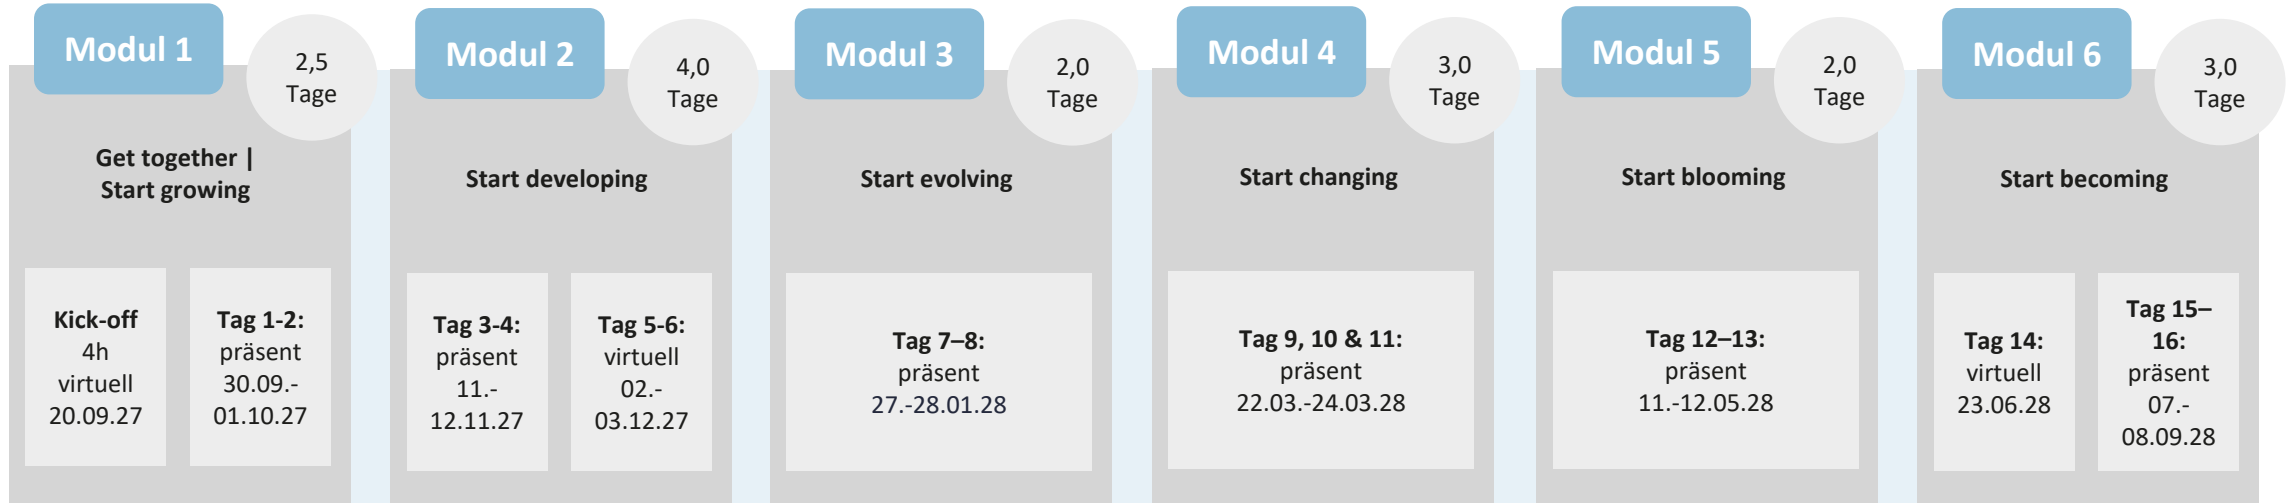 Modul 1
2,5
Tage
Get together |
Start growing
Kick-off
4h
virtuell
20.09.27
Tag 1-2:
präsent
30.09.-
01.10.27
Modul 2
4,0
Tage
Start developing
Tag 3-4:
präsent
11.-
12.11.27
Tag 5-6:
virtuell
02.-
03.12.27
Modul 3
2,0
Tage
Start evolving
Tag 7–8:
präsent
27.-28.01.28
Modul 4
3,0
Tage
Start changing
Tag 9, 10 & 11:
präsent
22.03.-24.03.28
Modul 5
2,0
Tage
Start blooming
Tag 12–13:
präsent
11.-12.05.28
Modul 6
3,0
Tage
Start becoming
Tag 14:
virtuell
23.06.28
Tag 15–
16:
präsent
07.-
08.09.28